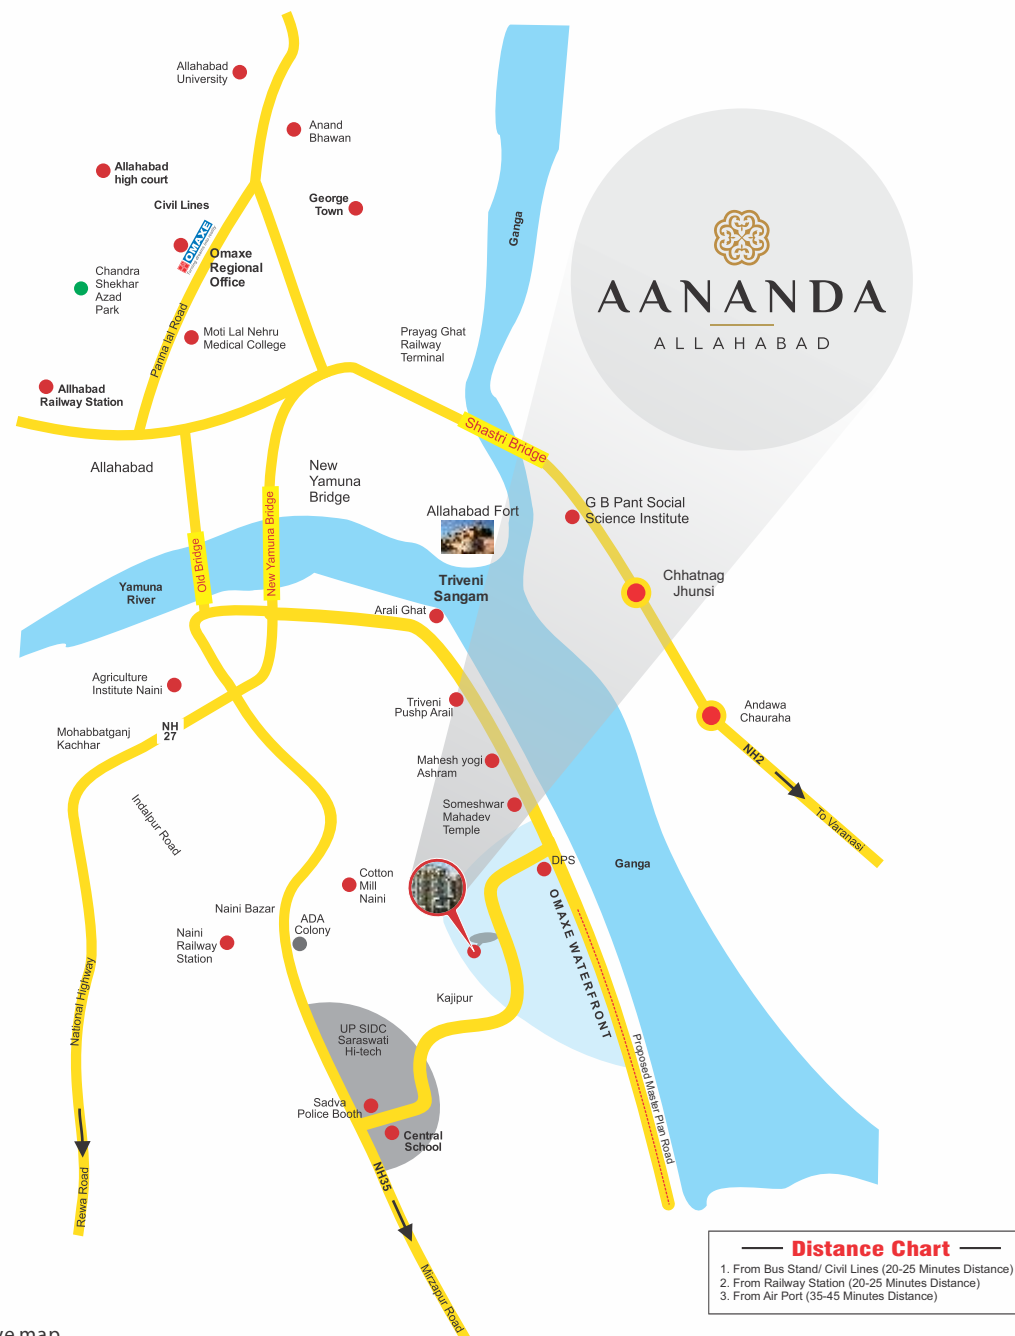 Allahabad
University
Anand
Bhawan
Allahabad
high court
George
Town
Civil Lines
OMAXE
Omaxe
Regional
Office
Ganga
AANANDA
ALLAHABAD
Chandra
Shekhar
Azad
Park
Panna lal Road
Moti Lal Nehru
Medical College
Prayag Ghat
Railway
Terminal
Allhabad
Railway Station
Shastri Bridge
Allahabad
New
Yamuna
Bridge
New Yamuna Bridge
Old Bridge
Allahabad Fort
G B Pant Social
Science Institute
Chhatnag
Jhunsi
Yamuna
River
Triveni
Sangam
Arali Ghat
Agriculture
Institute Naini
Triveni
Pushp Arail
Andawa
Chauraha
NH
27
Mohabbatganj
Kachhar
NH2
To Varanasi
Mahesh yogi
Ashram
Someshwar
Mahadev
Temple
Indalpur Road
DPS
Ganga
Cotton
Mill
Naini
OMAXE WATERFRONT
Naini Bazar
ADA
Colony
Naini
Railway
Station
National Highway
Kajipur
UP SIDC
Saraswati
Hi-tech
Proposed Master Plan Road
Sadva
Police Booth
Central
School
NH35
Rewa Road
Mirzapur Road
Distance Chart
1. From Bus Stand/ Civil Lines (20-25 Minutes Distance)
2. From Railway Station (20-25 Minutes Distance)
3. From Air Port (35-45 Minutes Distance)
map